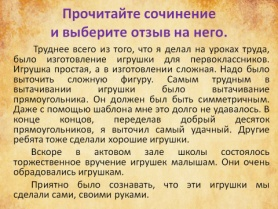 Прочитайте сочинение
и выберите отзыв на него.
Труднее всего из того, что я делал на уроках труда,
было изготовление игрушки для первоклассников.
Игрушка простая, а в изготовлении сложная. Надо было
выточить сложную фигуру. Самым трудным в
вытачивании игрушки было вытачивание
прямоугольника. Он должен был быть симметричным.
Даже с помощью шаблона мне это долго не удавалось. В
конце концов, переделав добрый десяток
прямоугольников, я выточил самый удачный. Другие
ребята тоже сделали хорошие игрушки.
Вскоре в актовом зале школы состоялось
торжественное вручение игрушек малышам. Они очень
обрадовались игрушкам.
Приятно было сознавать, что эти игрушки мы
сделали сами, своими руками.